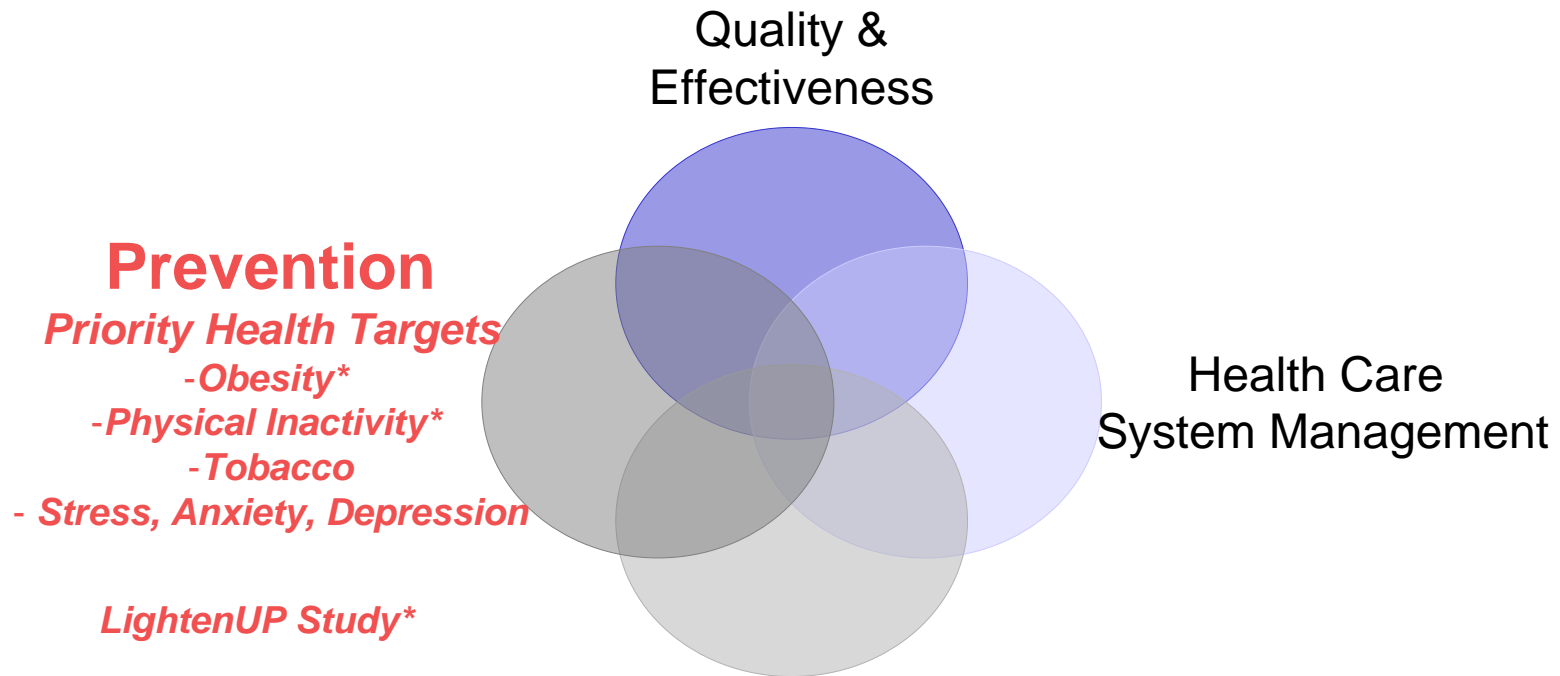 Quality &
Effectiveness
Prevention
Priority Health Targets
-Obesity*
-Physical Inactivity*
-Tobacco
- Stress, Anxiety, Depression
LightenUP Study*
Health Care
System Management